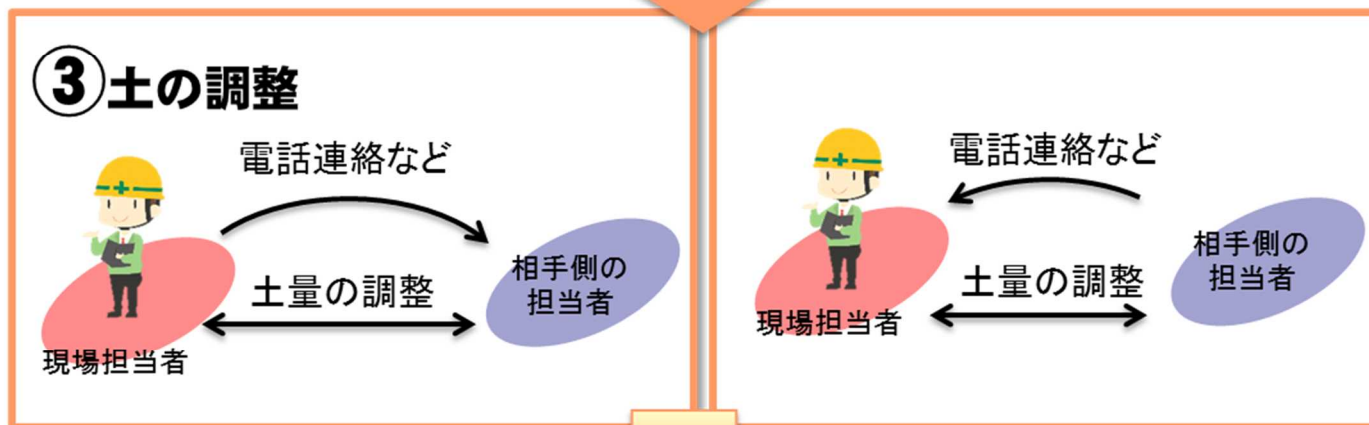 ③土の調整
電話連絡など
土量の調整
相手側の
担当者
現場担当者
電話連絡など
土量の調整
相手側の
担当者
現場担当者